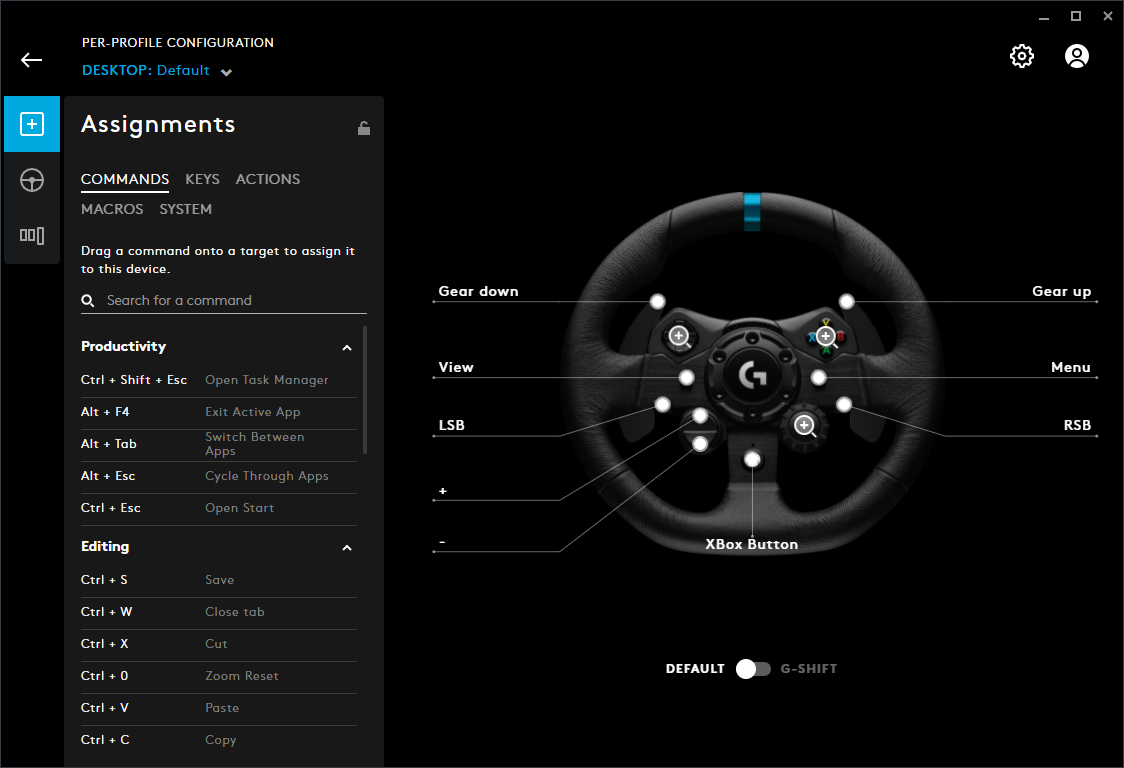 PER-PROFILE CONFIGURATION
DESKTOP: Default
Assignments
COMMANDS KEYS ACTIONS
MACROS SYSTEM
Drag a command onto a target to assign it
to this device.
Search for a command
Productivity
Ctrl + Shift + Esc Open Task Manager
Alt + F4 Exit Active App
Alt + Tab Switch Between
Apps
Alt + Esc Cycle Through Apps
Ctrl + Esc Open Start
Editing
Ctrl + S Save
Ctrl + W Close tab
Ctrl + X Cut
Ctrl + 0 Zoom Reset
Ctrl + V Paste
Ctrl + C Copy
Gear down
Gear up
Y
X B
A
View
Menu
LSB
RSB
+
-
XBox Button
DEFAULT G-SHIFT